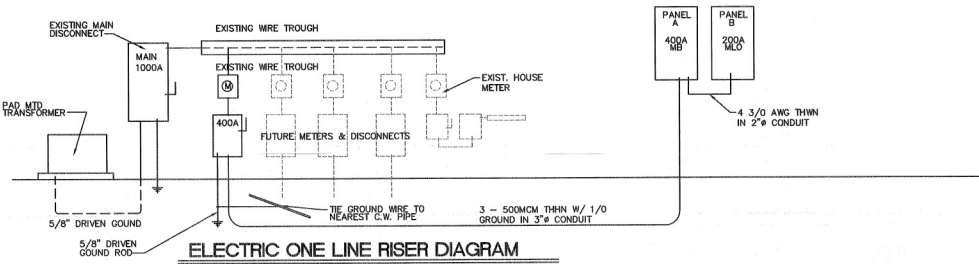 EXISTING MAIN
DISCONNECT
EXISTING WIRE TROUGH
MAIN
1000A
EXISTING WIRE TROUGH
M
EXIST. HOUSE
METER
PANEL
A
400A
MB
PANEL
B
200A
MLO
4 3/0 AWG THWN
IN 2"ø CONDUIT
PAD MTD
TRANSFORMER
400A
FUTURE METERS & DISCONNECTS
5/8" DRIVEN GOUND
5/8" DRIVEN
GOUND ROD
TIE GROUND WIRE TO
NEAREST C.W. PIPE
3 - 500MCM THHN W/ 1/0
GROUND IN 3"ø CONDUIT
ELECTRIC ONE LINE RISER DIAGRAM